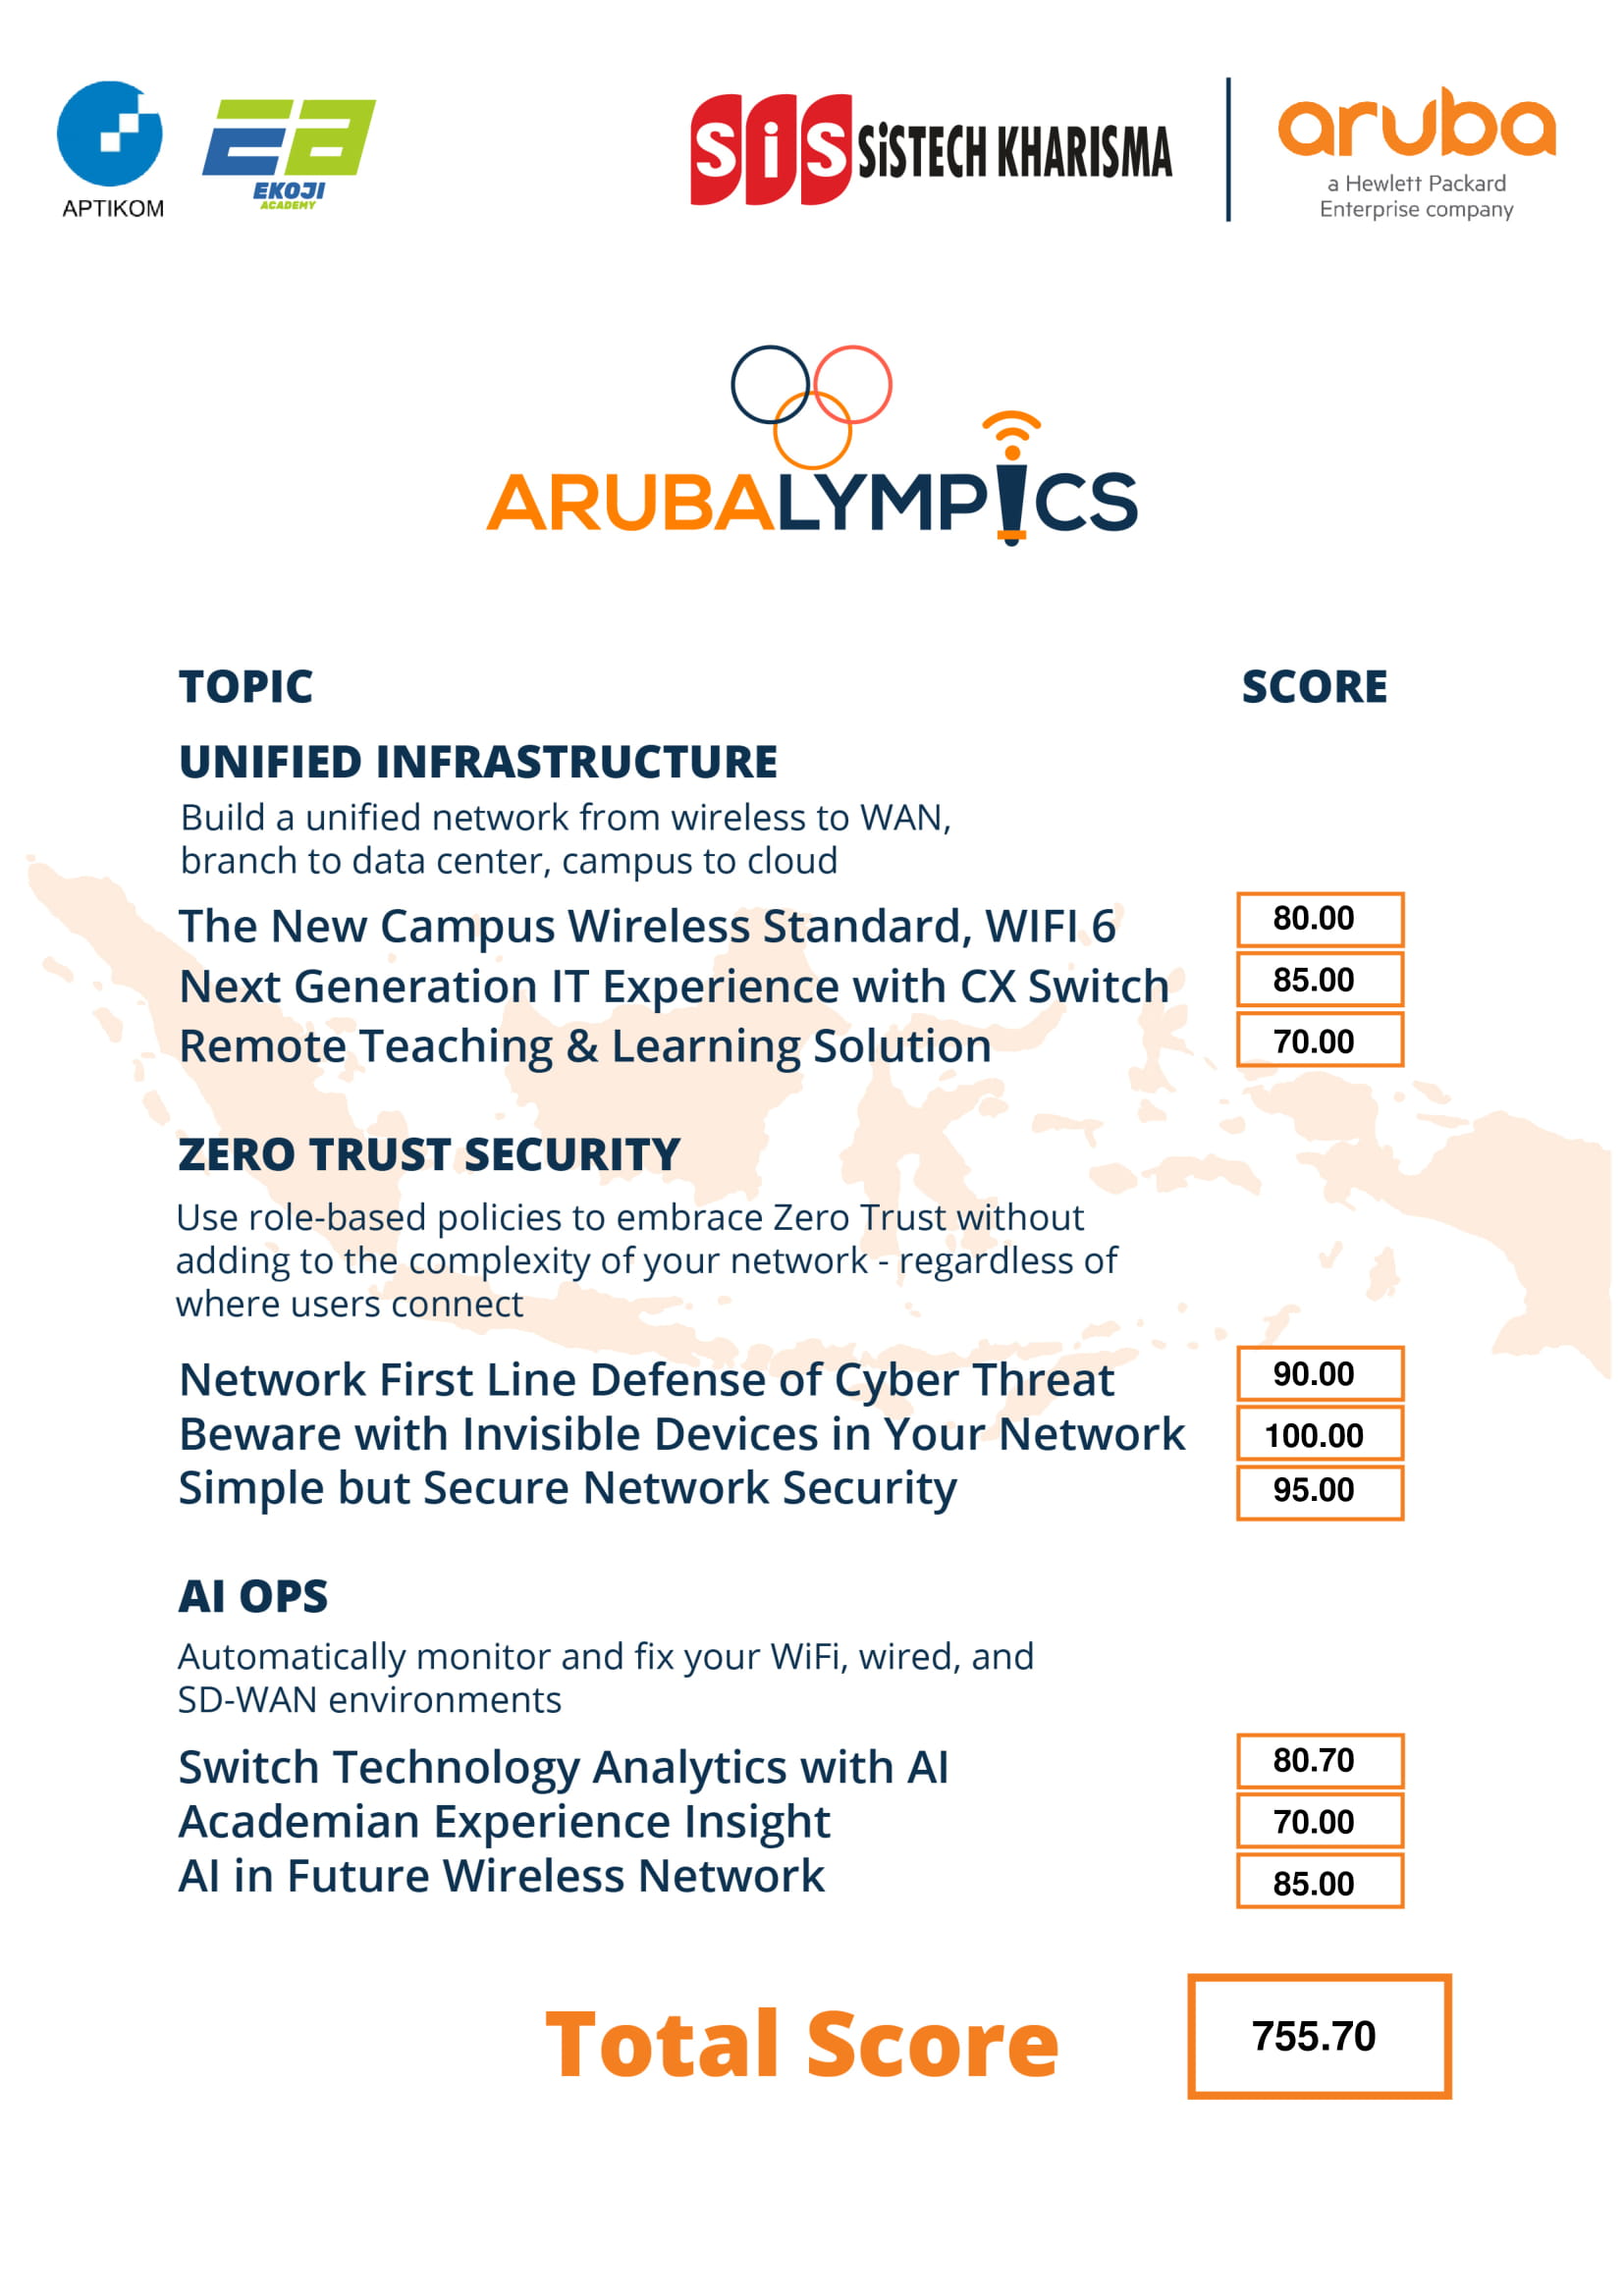 APTIKOM
EA
EKOJI
ACADEMY
SiS SiSTECH KHARISMA
aruba
a Hewlett Packard
Enterprise company
ARUBALYMPICS
TOPIC SCORE
UNIFIED INFRASTRUCTURE
Build a unified network from wireless to WAN,
branch to data center, campus to cloud
The New Campus Wireless Standard, WIFI 6 80.00
Next Generation IT Experience with CX Switch 85.00
Remote Teaching & Learning Solution 70.00
ZERO TRUST SECURITY
Use role-based policies to embrace Zero Trust without
adding to the complexity of your network - regardless of
where users connect
Network First Line Defense of Cyber Threat 90.00
Beware with Invisible Devices in Your Network 100.00
Simple but Secure Network Security 95.00
AI OPS
Automatically monitor and fix your WiFi, wired, and
SD-WAN environments
Switch Technology Analytics with AI 80.70
Academian Experience Insight 70.00
AI in Future Wireless Network 85.00
Total Score 755.70